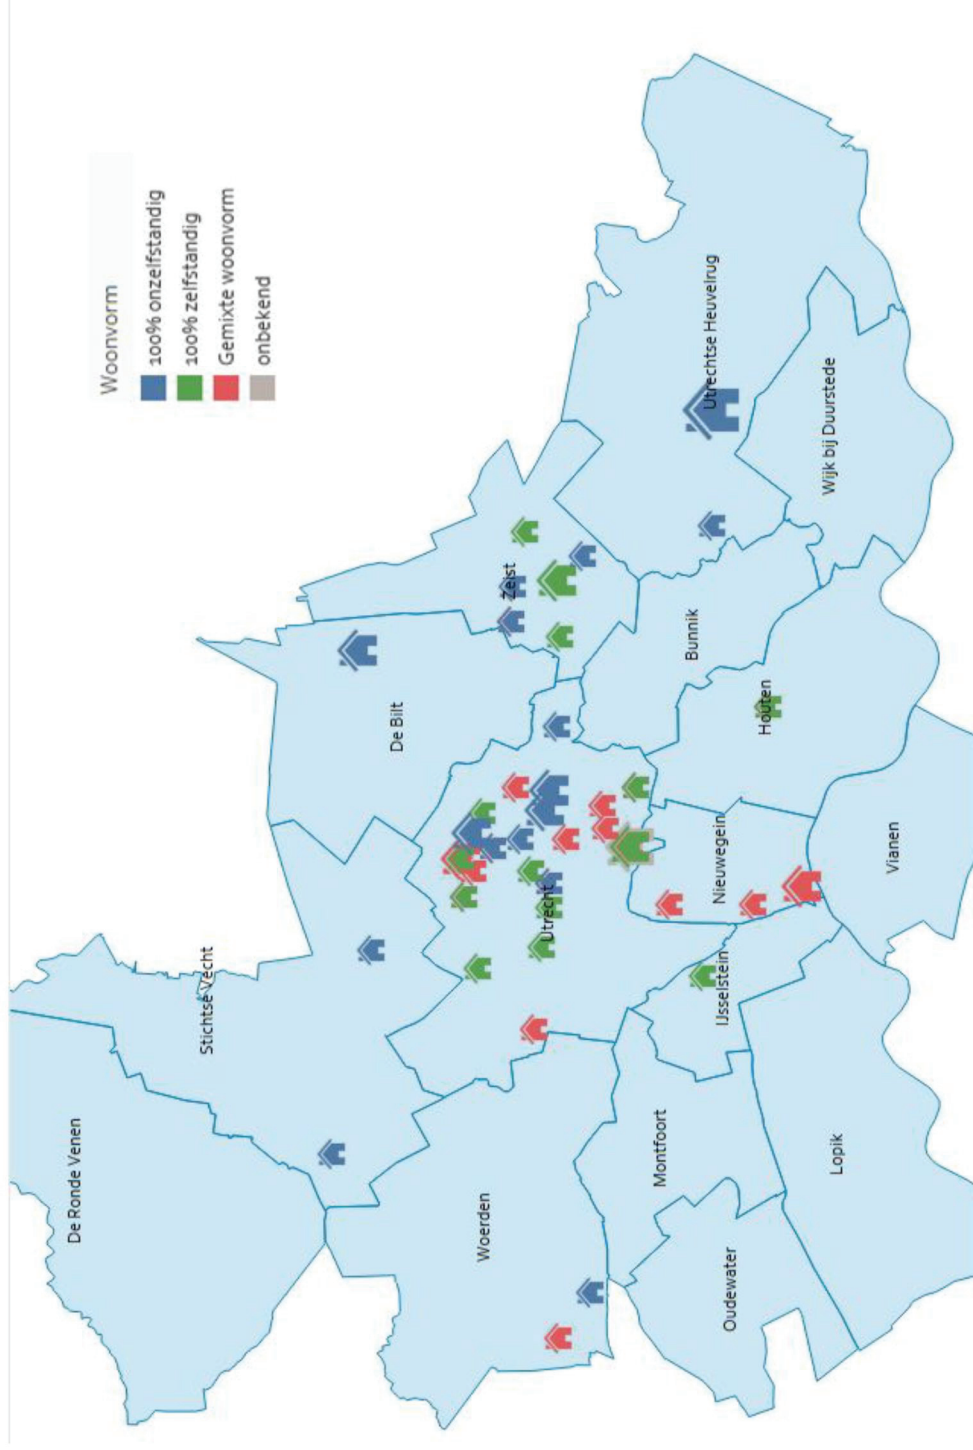 Woonvorm
100% onzelfstandig
100% zelfstandig
Gemixte woonvorm
onbekend
De Ronde Venen
Stichtse Vecht
De Bilt
Woerden
Utrecht
Zeist
Utrechtse Heuvelrug
Montfoort
Bunnik
Oudewater
IJsselstein
Nieuwegein
Houten
Wijk bij Duurstede
Lopik
Vianen